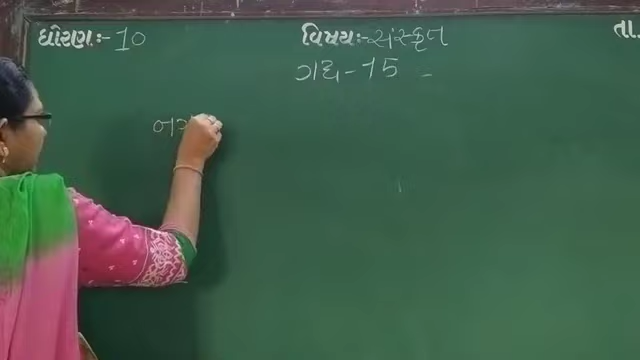 ધોરણ:- 10
વિષય:- સંસ્કૃત
તા.
ગદ્ય - 15 -